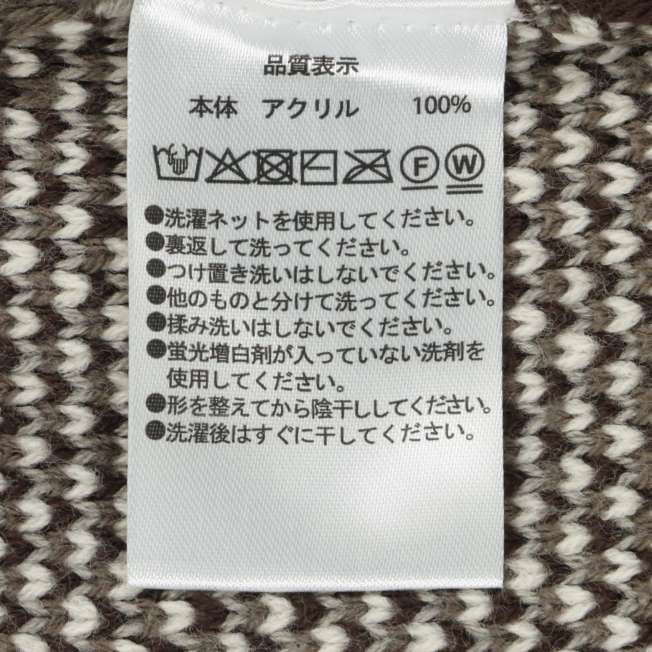 品質表示
本体 アクリル 100%
F W
●洗濯ネットを使用してください。
●裏返して洗ってください。
●つけ置き洗いはしないでください。
●他のものと分けて洗ってください。
●揉み洗いはしないでください。
●蛍光増白剤が入っていない洗剤を
使用してください。
●形を整えてから陰干ししてください。
●洗濯後はすぐに干してください。